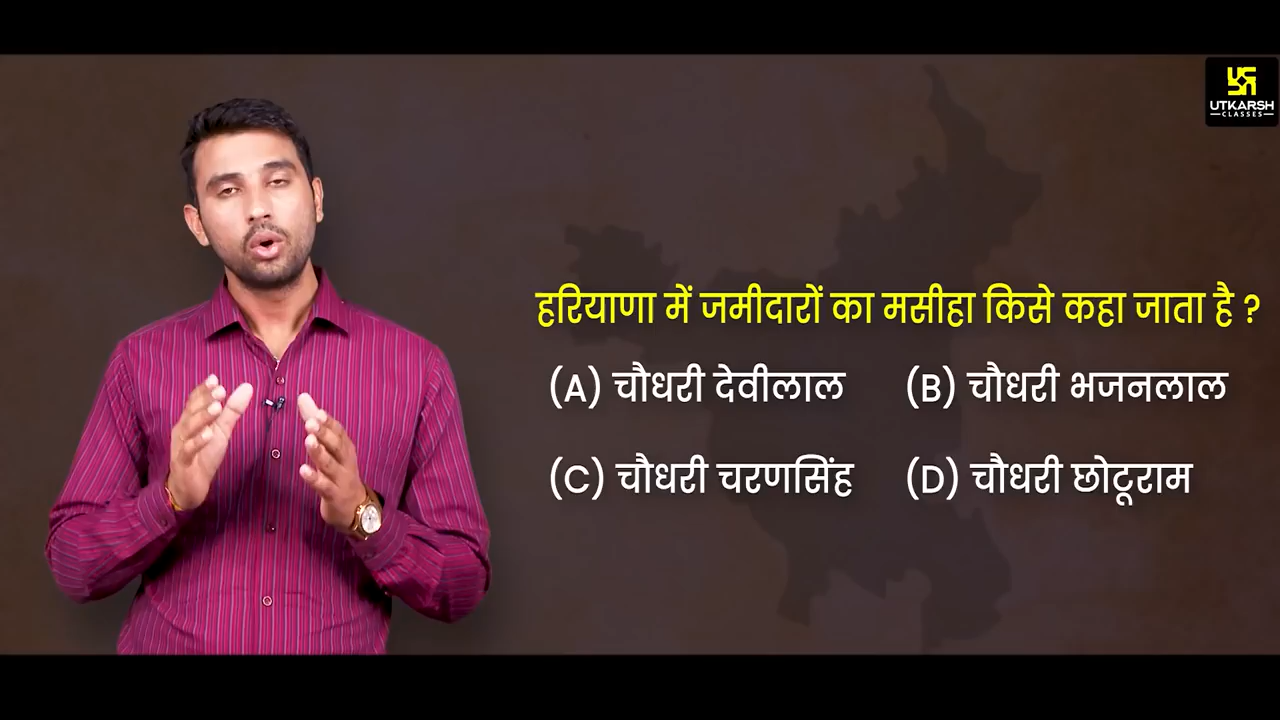 UTKARSH
CLASSES
हरियाणा में जमीदारों का मसीहा किसे कहा जाता है ?
(A) चौधरी देवीलाल (B) चौधरी भजनलाल
(C) चौधरी चरणसिंह (D) चौधरी छोटूराम